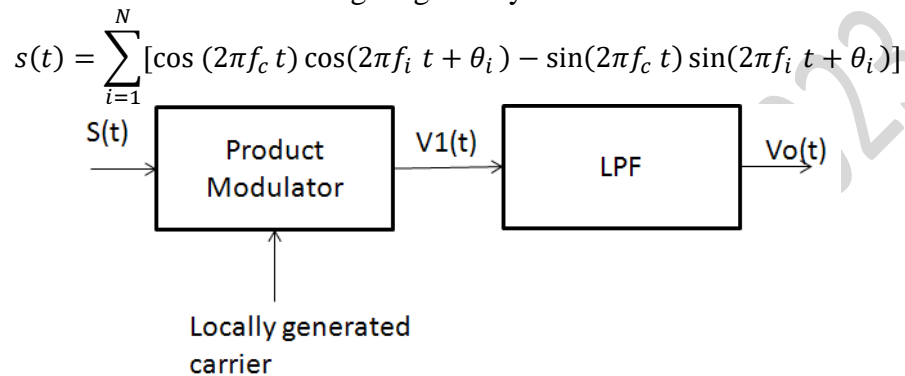 s(t) = \sum_{i=1}^{N} [cos (2πf_c t) cos(2πf_i t + θ_i) − sin(2πf_c t) sin(2πf_i t + θ_i)]
S(t)
Product
Modulator
V1(t)
LPF
Vo(t)
Locally generated
carrier